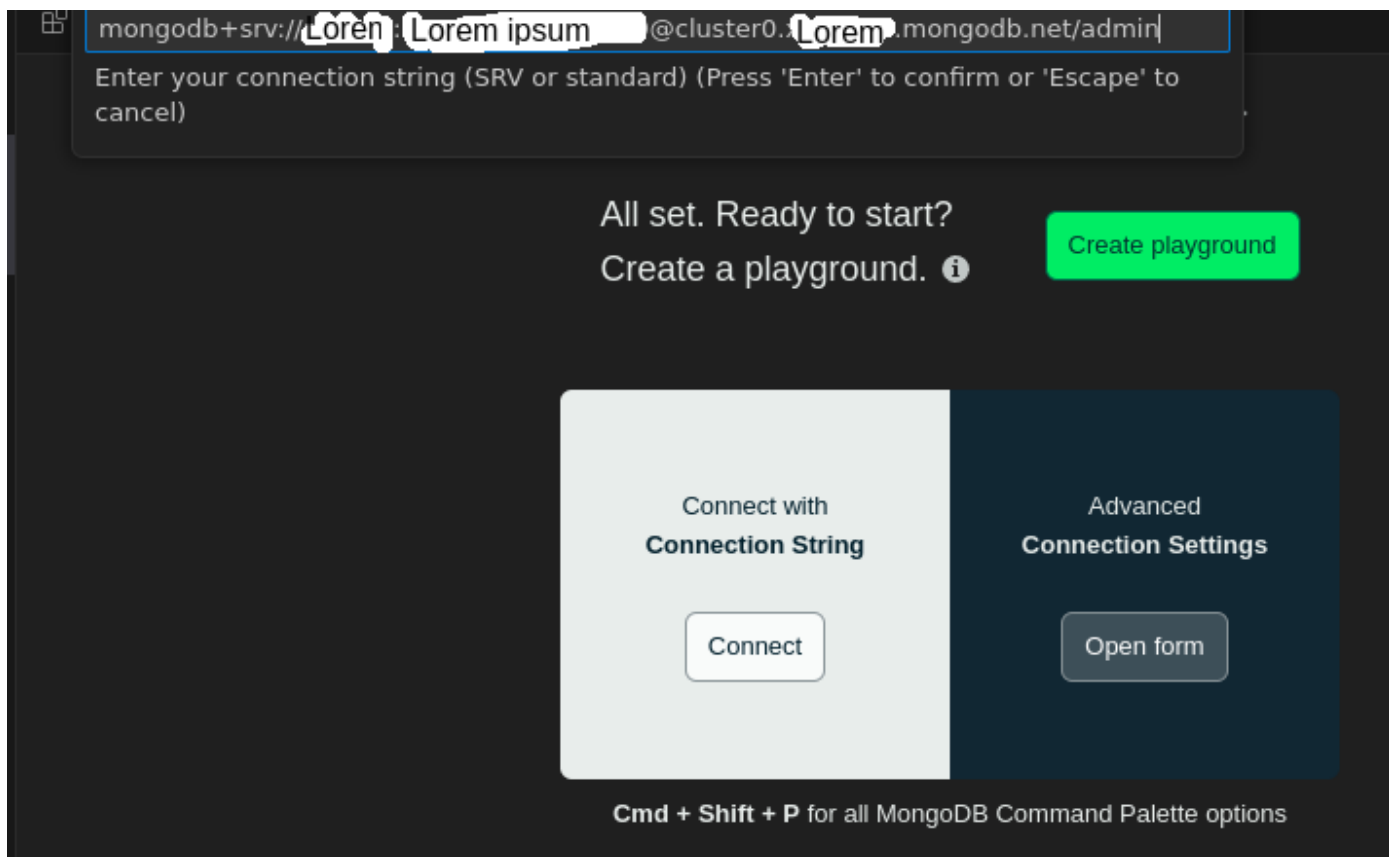 mongodb+srv://Loren:Lorem ipsum@cluster0.Lorem.mongodb.net/admin
Enter your connection string (SRV or standard) (Press 'Enter' to confirm or 'Escape' to
cancel)
All set. Ready to start?
Create a playground.
Create playground
Connect with
Connection String
Connect
Advanced
Connection Settings
Open form
Cmd + Shift + P for all MongoDB Command Palette options